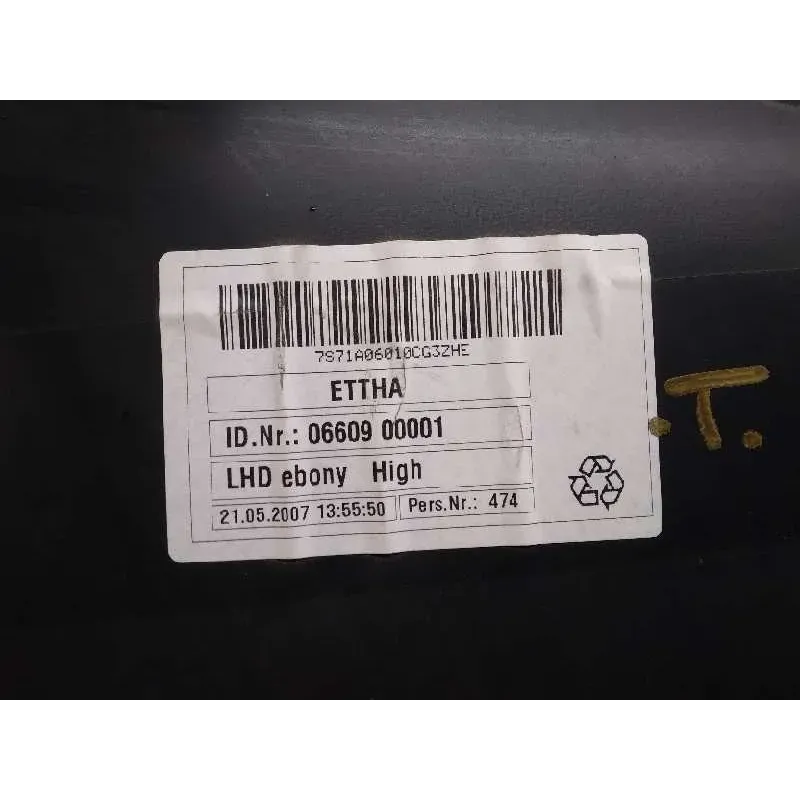 7S71A06010CG3ZHE
ETTHA
ID.Nr.: 06609 00001
LHD ebony High
21.05.2007 13:55:50 Pers.Nr.: 474
.T.